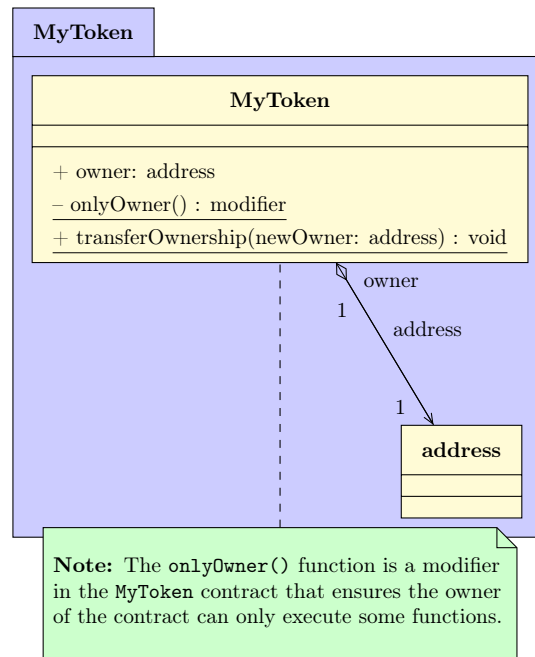 MyToken
MyToken
+ owner: address
– onlyOwner() : modifier
+ transferOwnership(newOwner: address) : void
owner
1
address
1
address
Note: The onlyOwner() function is a modifier
in the MyToken contract that ensures the owner
of the contract can only execute some functions.